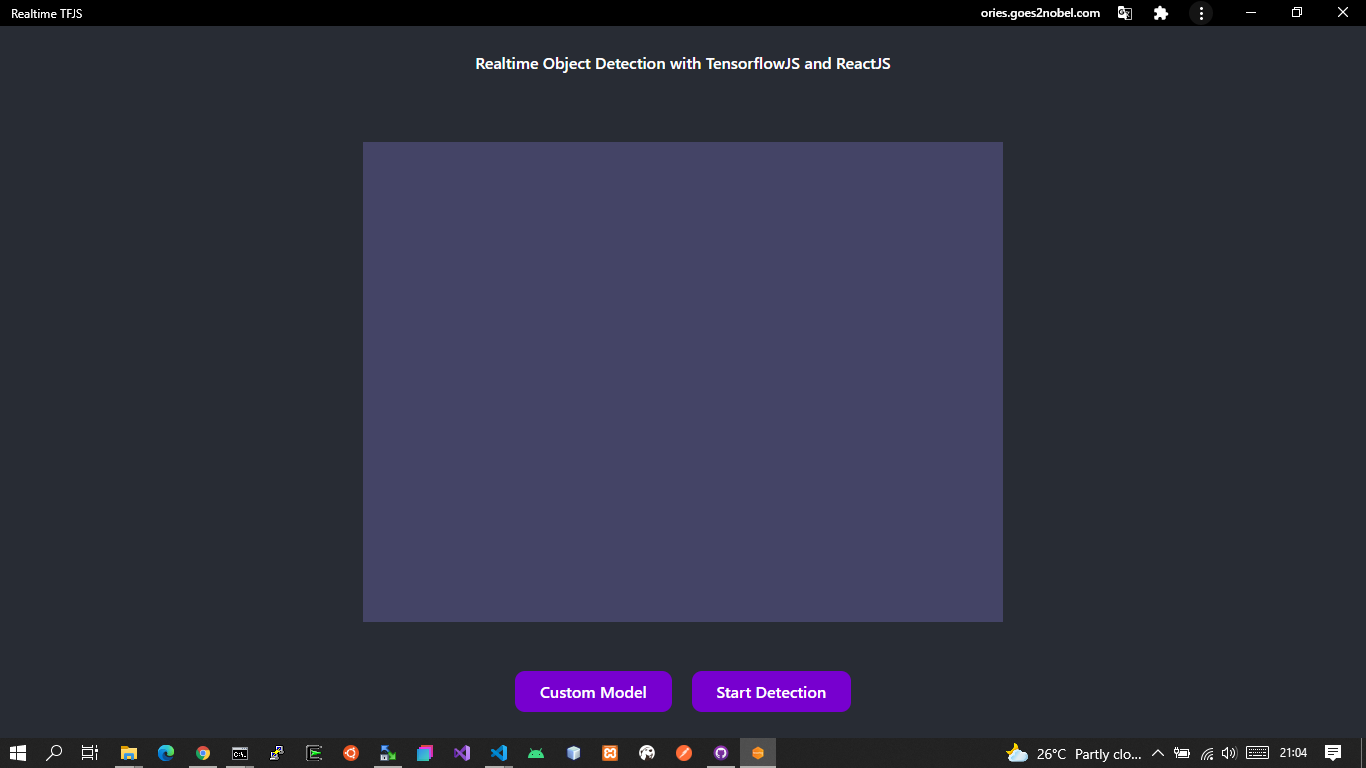 Realtime TFJS
ories.goes2nobel.com
Realtime Object Detection with TensorflowJS and ReactJS
Custom Model
Start Detection
26°C Partly clo...
21:04